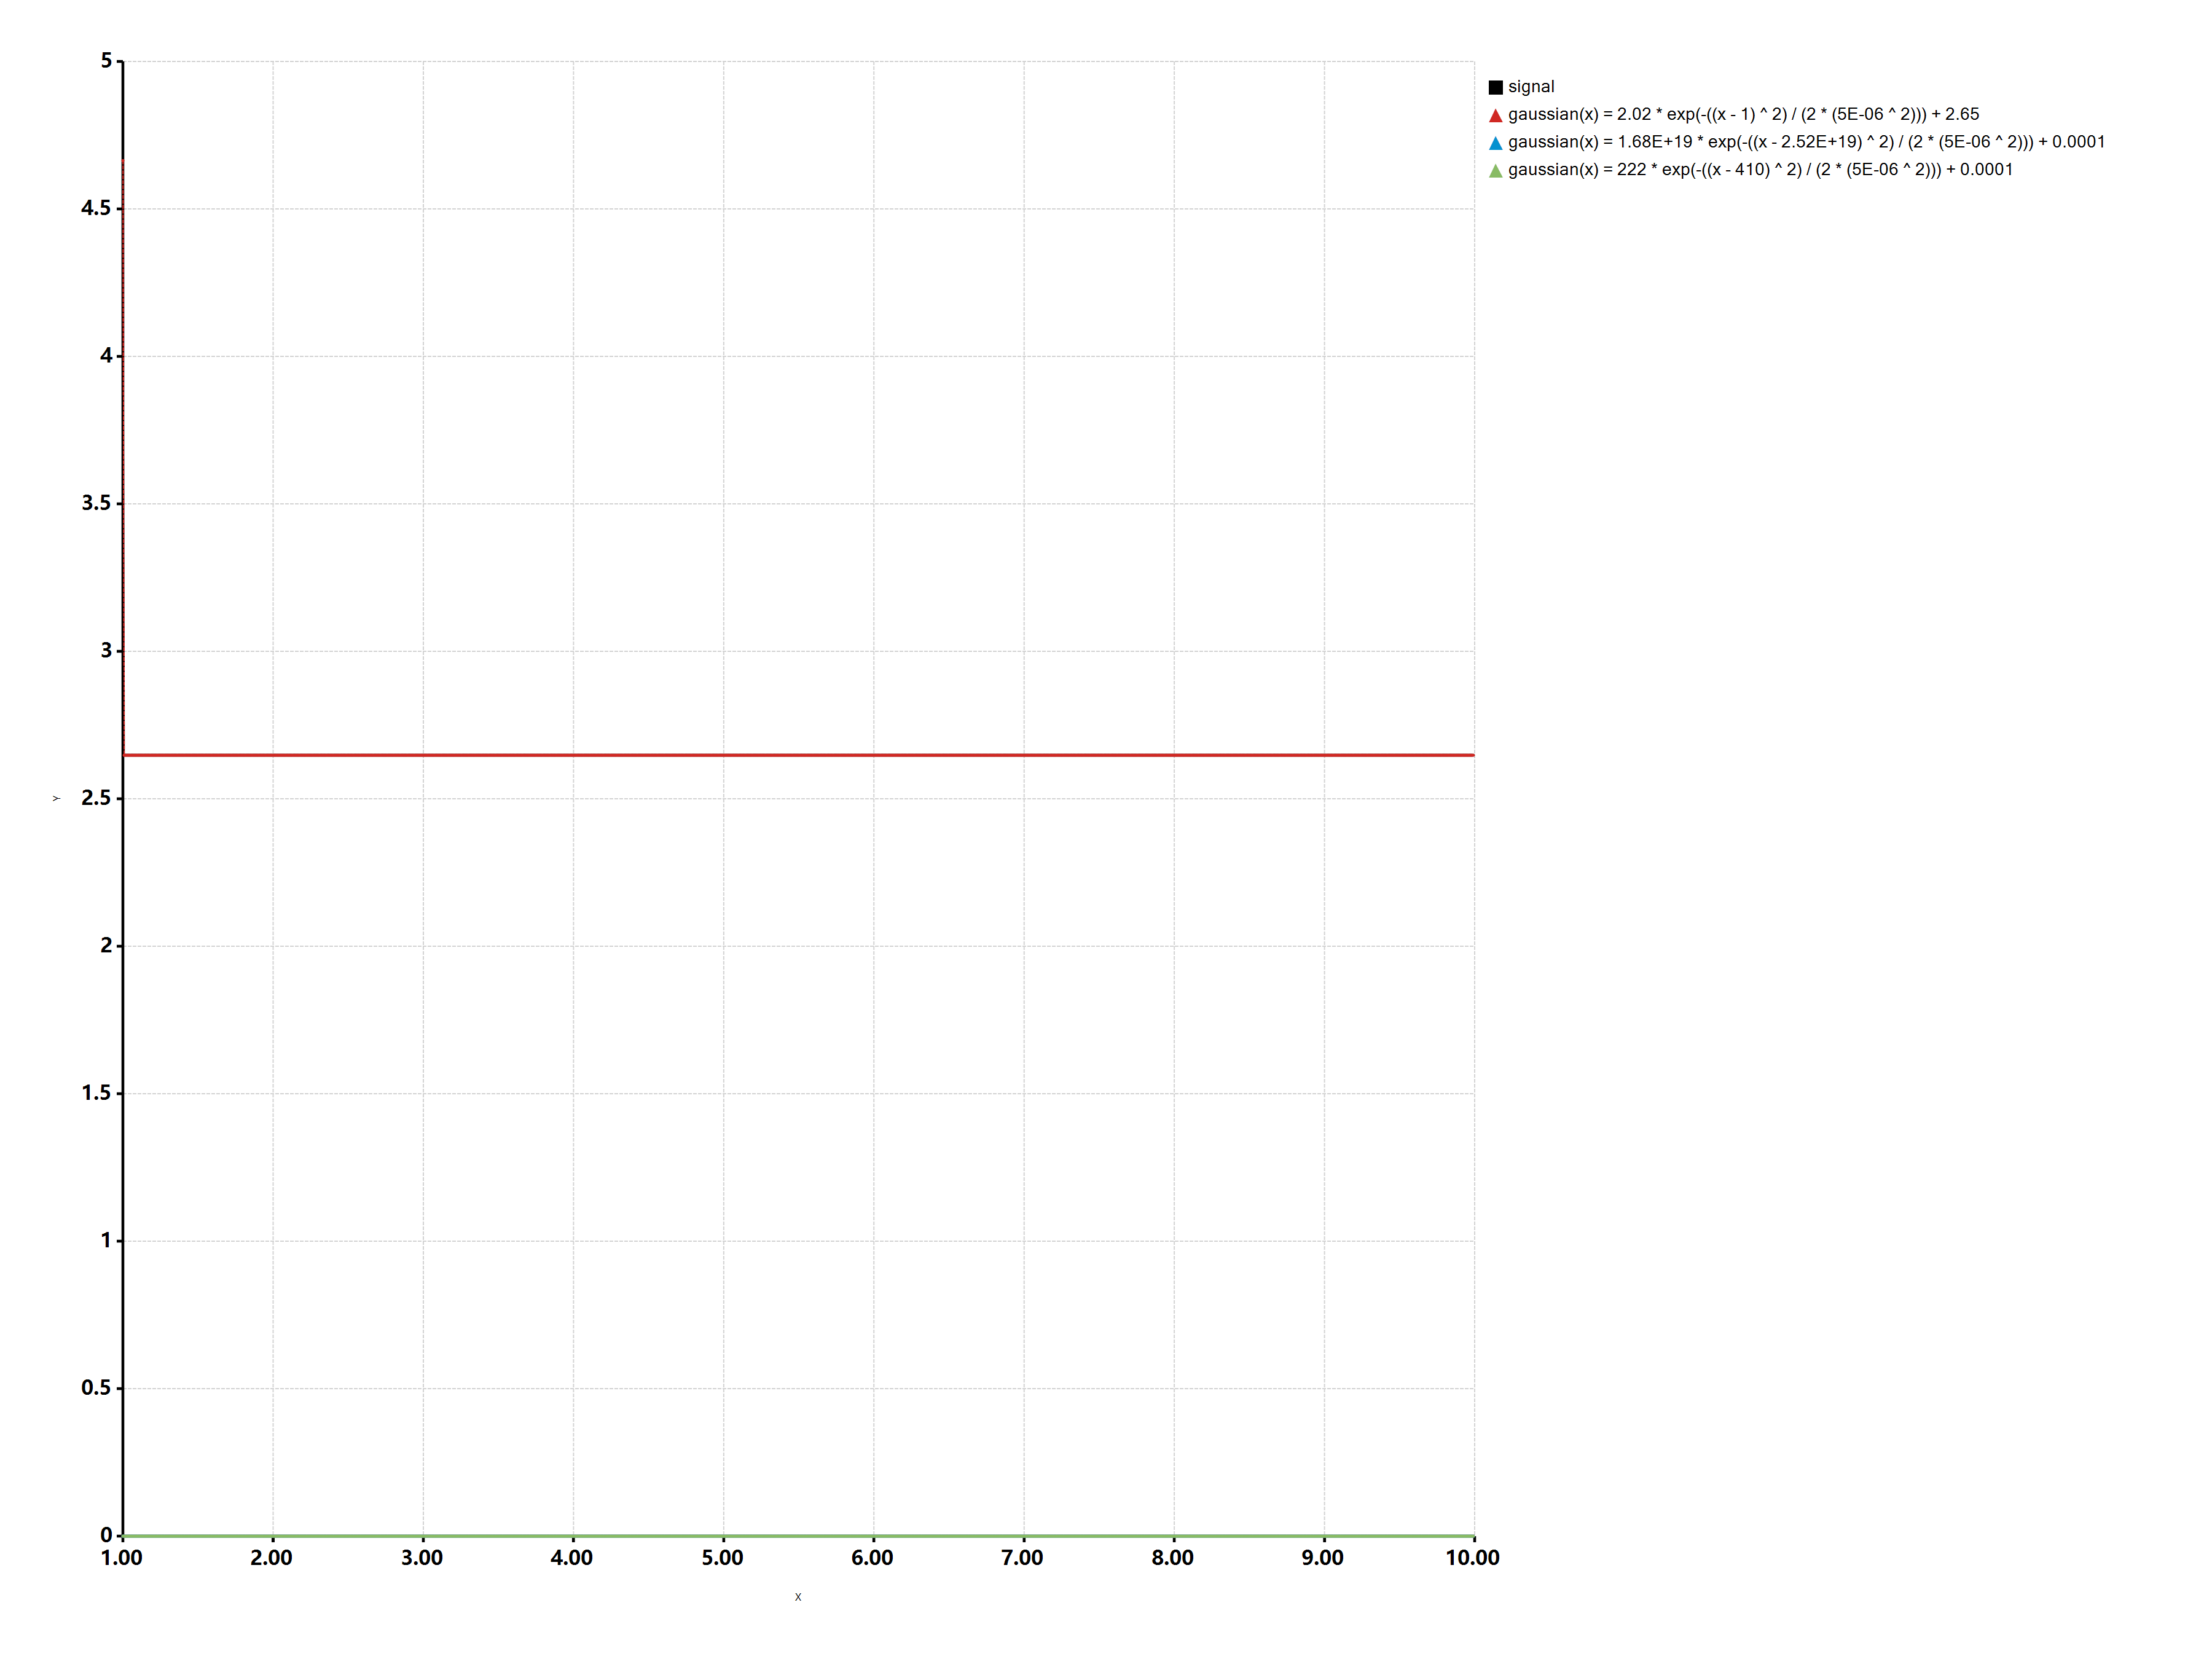 signal
gaussian(x) = 2.02 * exp(-((x - 1) ^ 2) / (2 * (5E-06 ^ 2))) + 2.65
gaussian(x) = 1.68E+19 * exp(-((x - 2.52E+19) ^ 2) / (2 * (5E-06 ^ 2))) + 0.0001
gaussian(x) = 222 * exp(-((x - 410) ^ 2) / (2 * (5E-06 ^ 2))) + 0.0001
5
4.5
4
3.5
3
2.5
2
1.5
1
0.5
0
Y
1.00 2.00 3.00 4.00 5.00 6.00 7.00 8.00 9.00 10.00
X